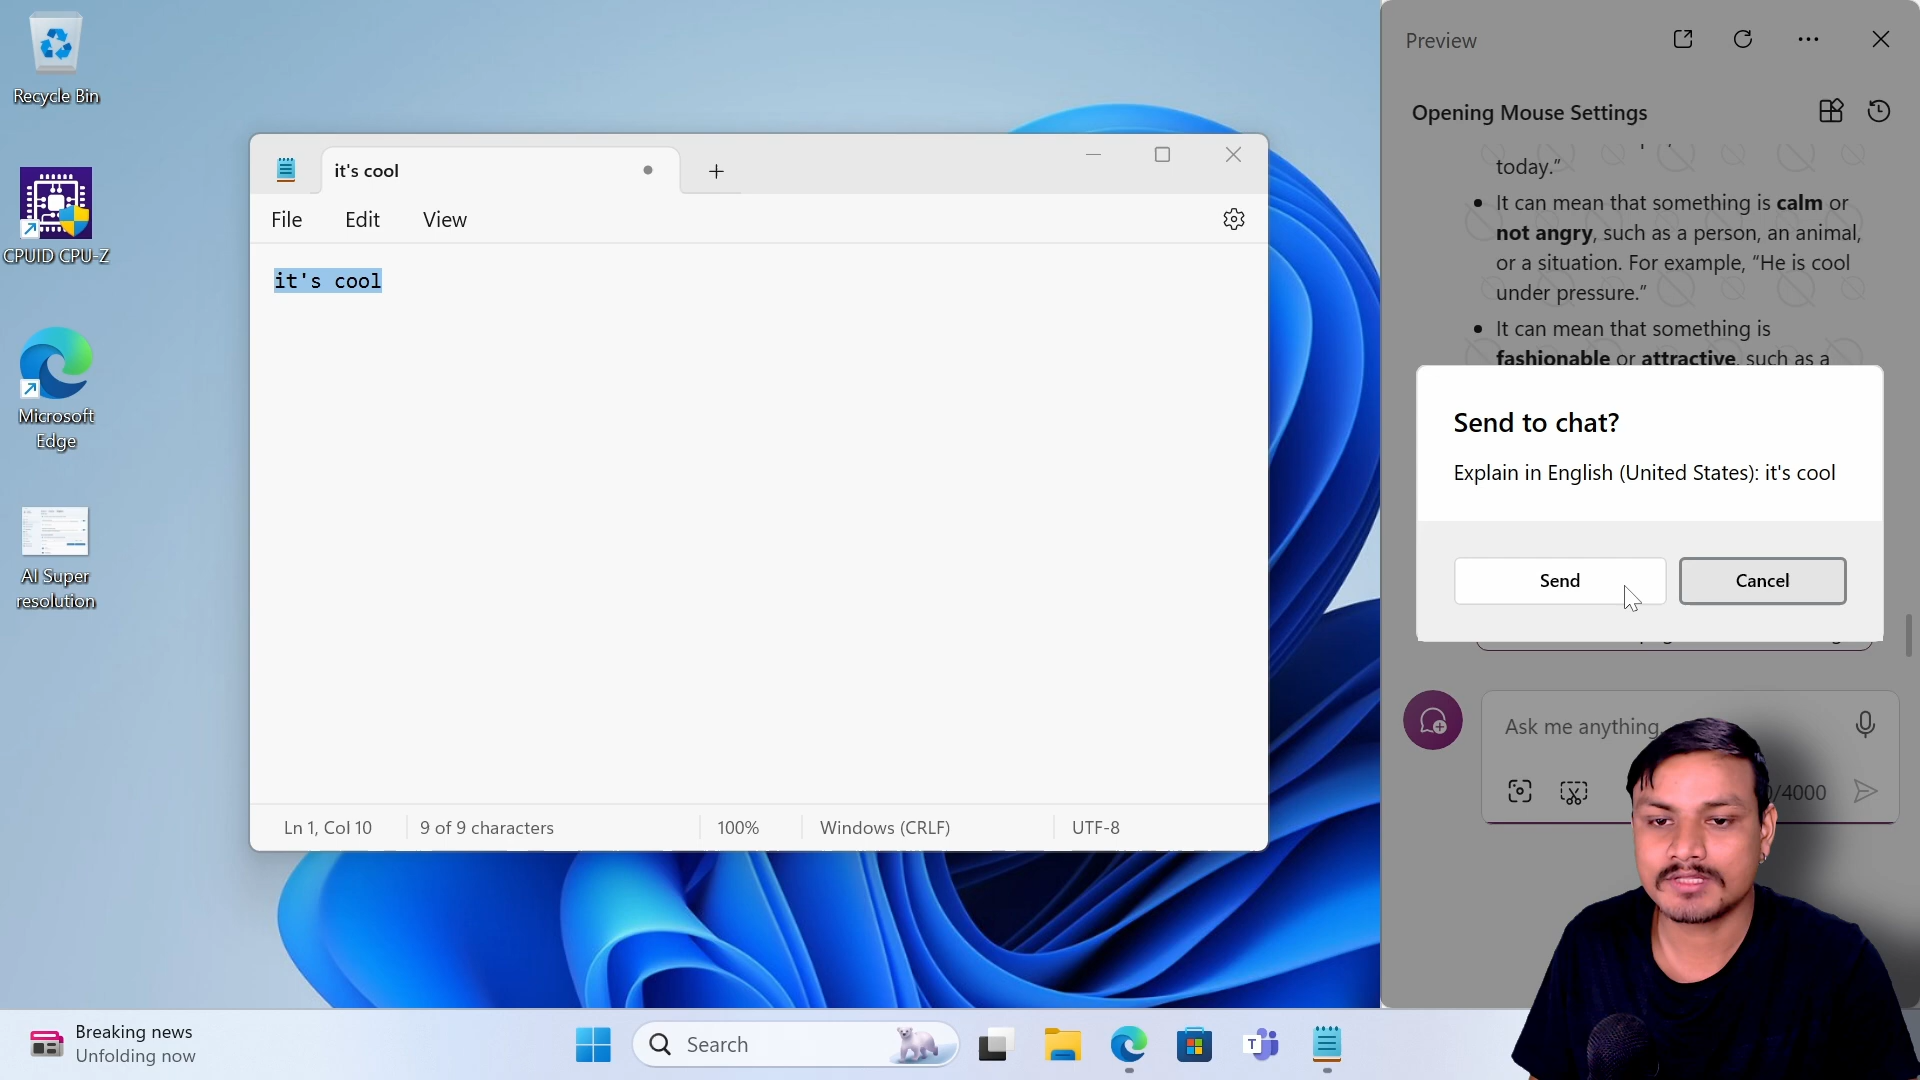 Recycle Bin
CPUID CPU-Z
Microsoft
Edge
AI Super
resolution
it's cool
File
Edit
View
it's cool
Ln 1, Col 10
9 of 9 characters
100%
Windows (CRLF)
UTF-8
Preview
Opening Mouse Settings
today.”
• It can mean that something is calm or
not angry, such as a person, an animal,
or a situation. For example, “He is cool
under pressure.”
• It can mean that something is
fashionable or attractive, such as a
Send to chat?
Explain in English (United States): it's cool
Send
Cancel
Ask me anything
/4000
Breaking news
Unfolding now
Search